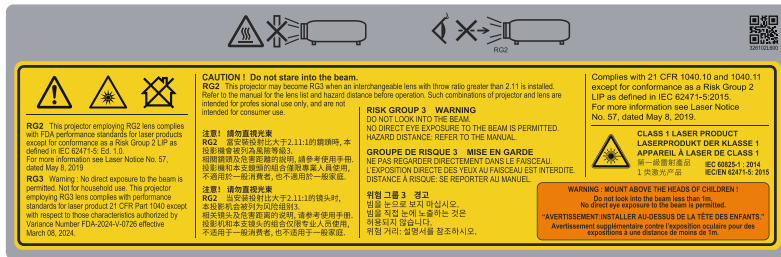 RG2
3261021600
RG2 This projector employing RG2 lens complies
with FDA performance standards for laser products
except for conformance as a Risk Group 2 LIP as
defined in IEC 62471-5: Ed. 1.0.
For more information see Laser Notice No. 57,
dated May 8, 2019
RG3 Warning : No direct exposure to the beam is
permitted. Not for household use. This projector
employing RG3 lens complies with performance
standards for laser product 21 CFR Part 1040 except
with respect to those characteristics authorized by
Variance Number FDA-2024-V-0726 effective
March 08, 2024.
CAUTION ! Do not stare into the beam.
RG2 This projector may become RG3 when an interchangeable lens with throw ratio greater than 2.11 is installed.
Refer to the manual for the lens list and hazard distance before operation. Such combinations of projector and lens are
intended for profes sional use only, and are not
intended for consumer use.
注意! 請勿直視光束
RG2 當安裝投射比大于2.11:1的鏡頭時, 本
投影機會被列為風險等級3.
相關鏡頭及危害距離的說明, 請參考使用手冊.
投影機和本支鏡頭的組合僅限專業人員使用,
不適用於一般消費者, 也不適用於一般家庭.
注意! 请勿直视光束
RG2 当安装投射比大于2.11:1的镜头时,
本投影机会被列为风险组别3.
相关镜头及危害距离的说明, 请参考使用手册.
投影机和本支镜头的组合仅限专业人员使用,
不适用于一般消费者, 也不适用于一般家庭.
RISK GROUP 3 WARNING
DO NOT LOOK INTO THE BEAM.
NO DIRECT EYE EXPOSURE TO THE BEAM IS PERMITTED.
HAZARD DISTANCE: REFER TO THE MANUAL.
GROUPE DE RISQUE 3 MISE EN GARDE
NE PAS REGARDER DIRECTEMENT DANS LE FAISCEAU.
L'EXPOSITION DIRECTE DES YEUX AU FAISCEAU EST INTERDITE.
DISTANCE À RISQUE: SE REPORTER AU MANUEL.
위험 그룹 3 경고
빔을 눈으로 보지 마십시오.
빔을 직접 눈에 노출하는 것은
허용되지 않습니다.
위험 거리: 설명서를 참조하십시오.
Complies with 21 CFR 1040.10 and 1040.11
except for conformance as a Risk Group 2
LIP as defined in IEC 62471-5:2015.
For more information see Laser Notice
No. 57, dated May 8, 2019.
CLASS 1 LASER PRODUCT
LASERPRODUKT DER KLASSE 1
APPAREIL À LASER DE CLASS 1
第一級雷射產品 IEC 60825-1 : 2014
1 类激光产品 IEC/EN 62471-5: 2015
WARNING : MOUNT ABOVE THE HEADS OF CHILDREN !
Do not look into the beam less than 1m.
No direct eye exposure to the beam is permitted.
“AVERTISSEMENT:INSTALLER AU-DESSUS DE LA TÊTE DES ENFANTS.”
Avertissement supplémentaire contre l'exposition oculaire pour des
expositions à une distance de moins de 1m.